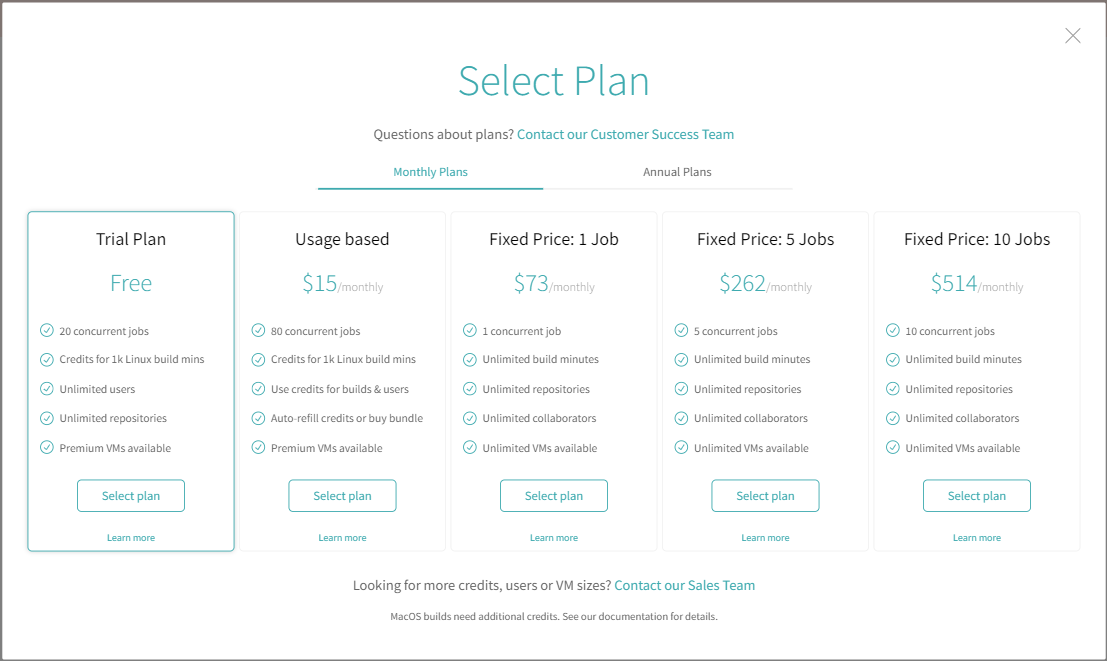 Select Plan
Questions about plans? Contact our Customer Success Team
Monthly Plans
Annual Plans
Trial Plan
Free
20 concurrent jobs
Credits for 1k Linux build mins
Unlimited users
Unlimited repositories
Premium VMs available
Select plan
Learn more
Usage based
$15/monthly
80 concurrent jobs
Credits for 1k Linux build mins
Use credits for builds & users
Auto-refill credits or buy bundle
Premium VMs available
Select plan
Learn more
Fixed Price: 1 Job
$73/monthly
1 concurrent job
Unlimited build minutes
Unlimited repositories
Unlimited collaborators
Unlimited VMs available
Select plan
Learn more
Fixed Price: 5 Jobs
$262/monthly
5 concurrent jobs
Unlimited build minutes
Unlimited repositories
Unlimited collaborators
Unlimited VMs available
Select plan
Learn more
Fixed Price: 10 Jobs
$514/monthly
10 concurrent jobs
Unlimited build minutes
Unlimited repositories
Unlimited collaborators
Unlimited VMs available
Select plan
Learn more
Looking for more credits, users or VM sizes? Contact our Sales Team
MacOS builds need additional credits. See our documentation for details.